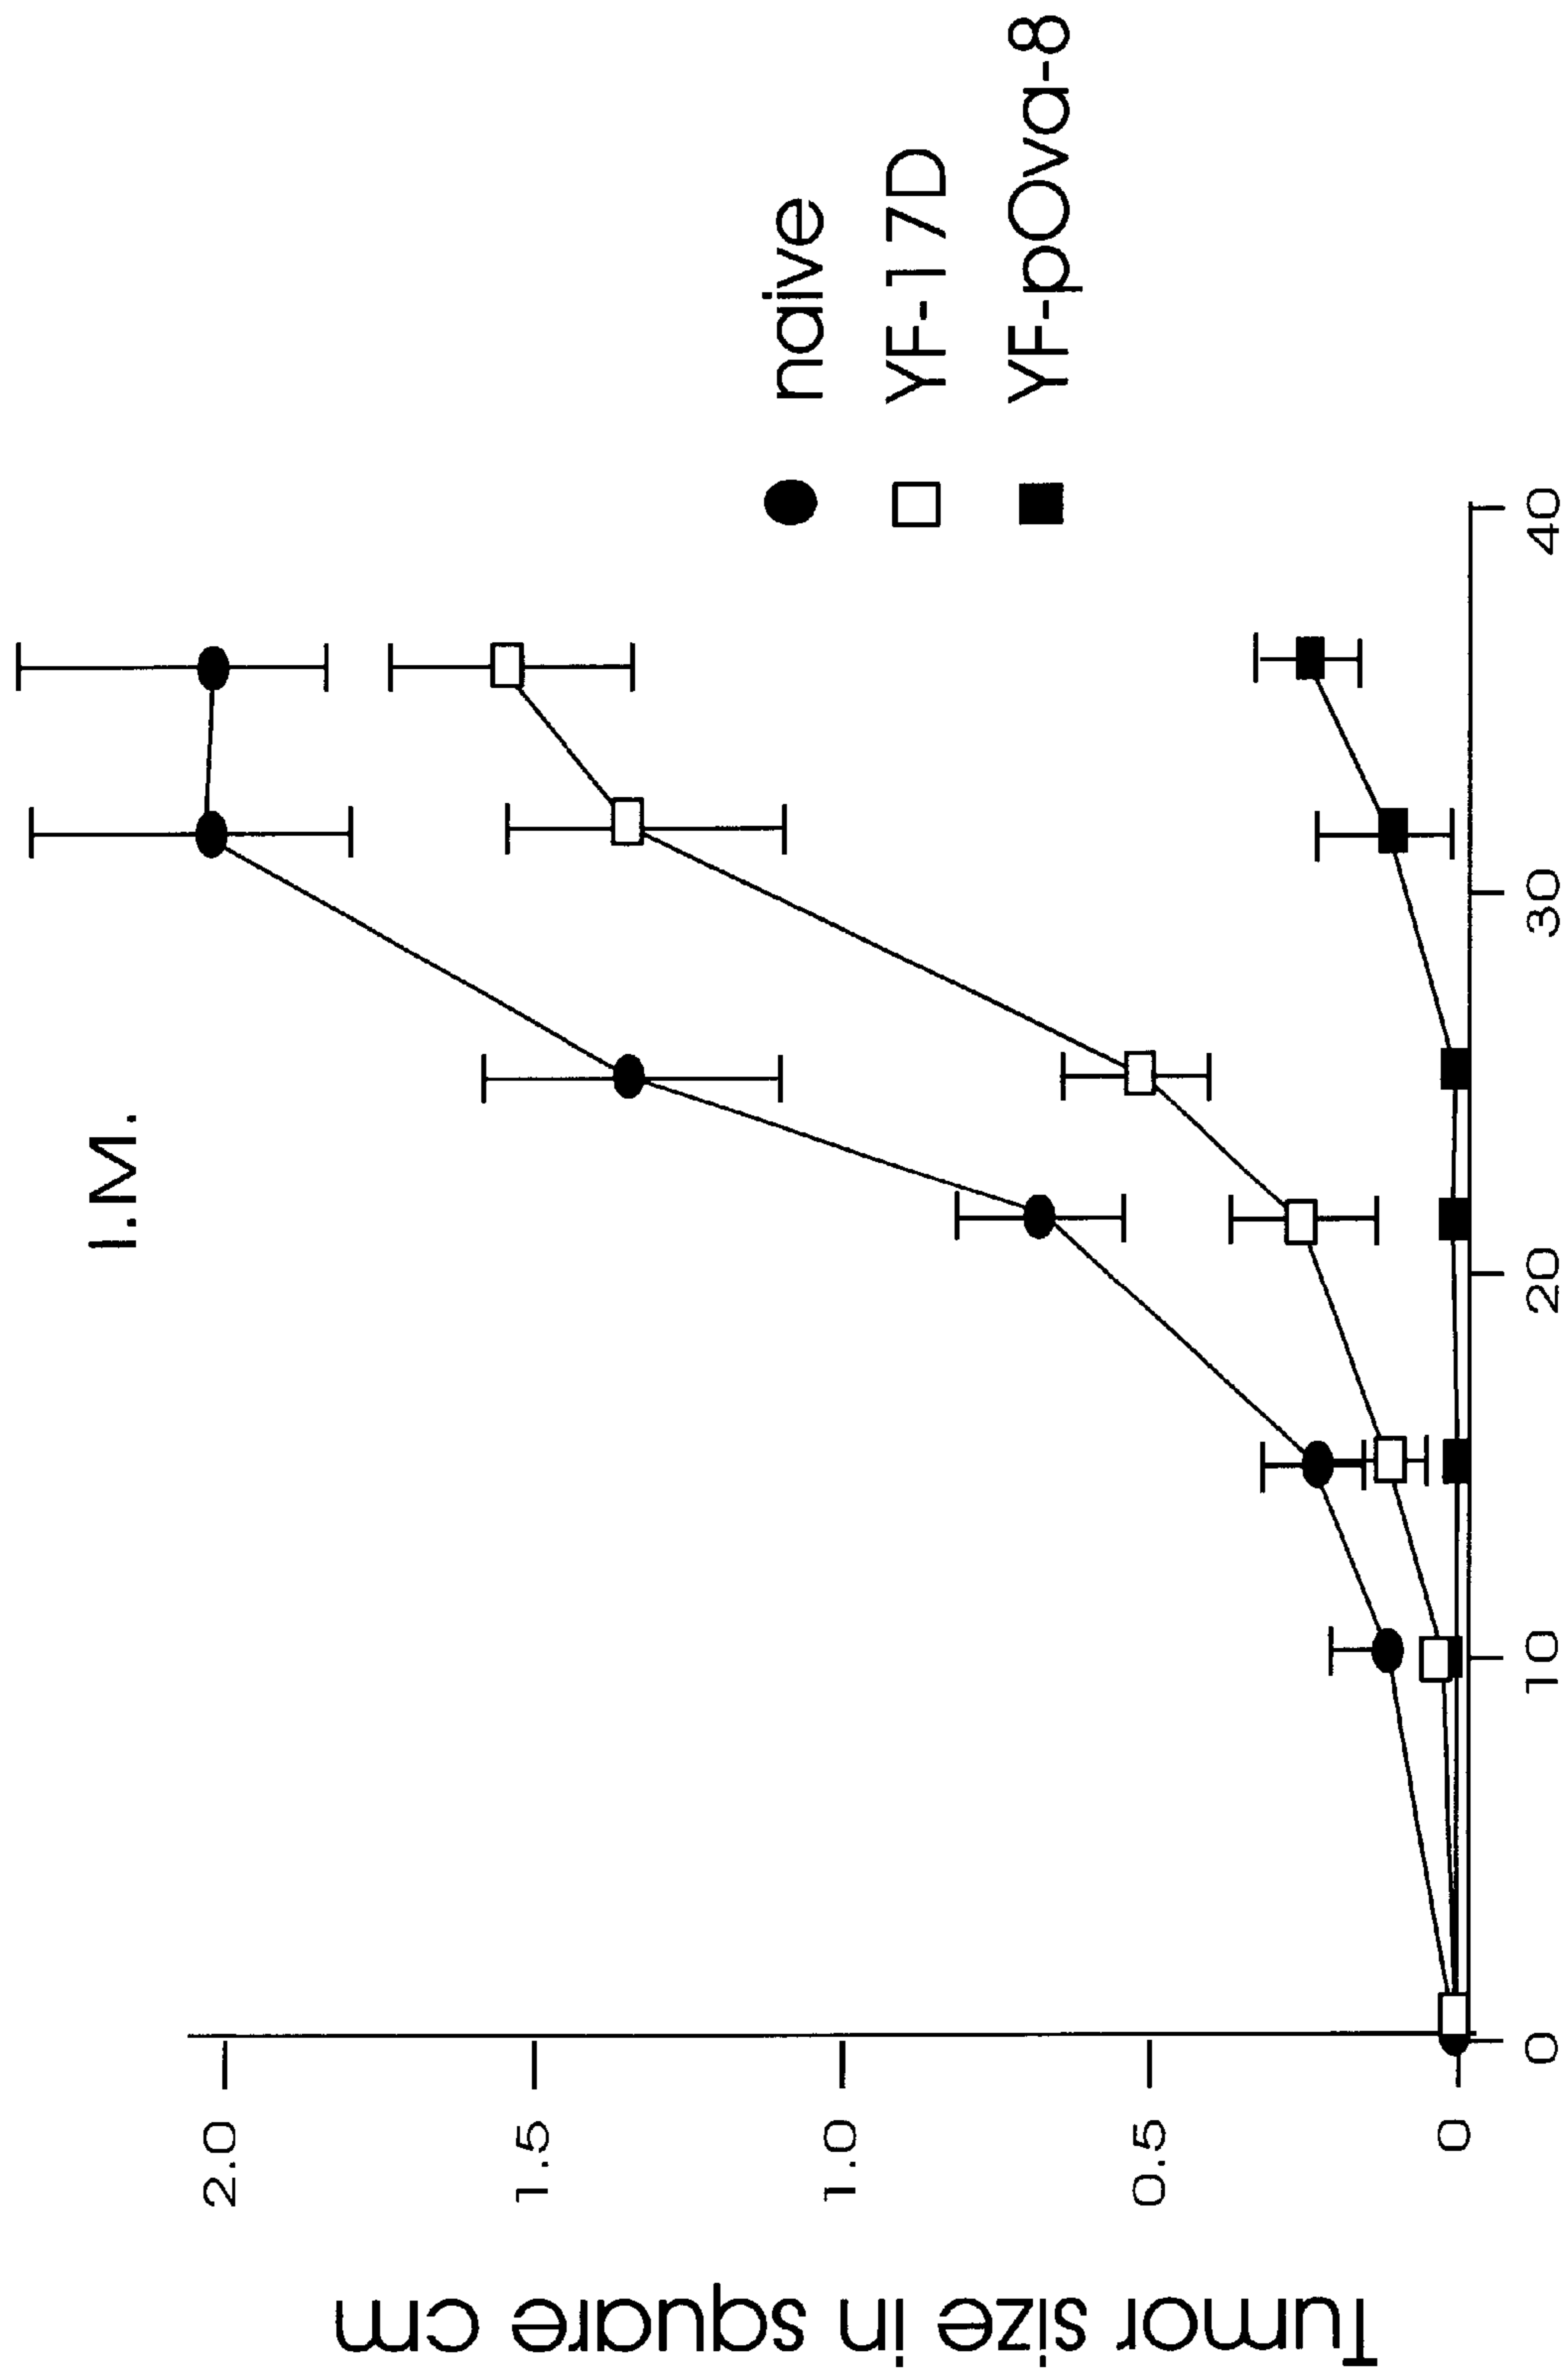 I.M.
naive
YF-17D
YF-pOva-8
Tumor size in square cm
2.0
1.5
1.0
0.5
0
0
10
20
30
40